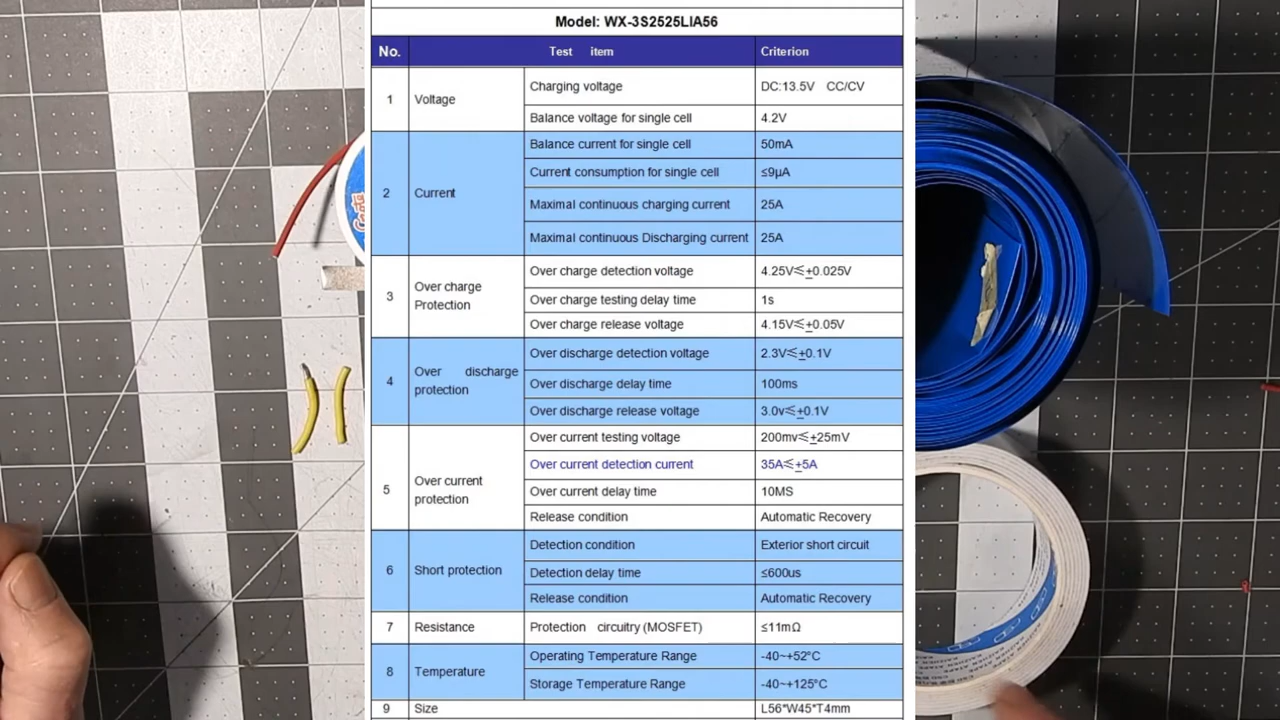 Model: WX-3S2525LIA56
No. Test item Criterion
1 Voltage Charging voltage DC:13.5V CC/CV
Balance voltage for single cell 4.2V
2 Current Balance current for single cell 50mA
Current consumption for single cell ≤9μA
Maximal continuous charging current 25A
Maximal continuous Discharging current 25A
3 Over charge Protection Over charge detection voltage 4.25V≤±0.025V
Over charge testing delay time 1s
Over charge release voltage 4.15V≤±0.05V
4 Over discharge protection Over discharge detection voltage 2.3V≤±0.1V
Over discharge delay time 100ms
Over discharge release voltage 3.0v≤±0.1V
5 Over current protection Over current testing voltage 200mv≤±25mV
Over current detection current 35A≤±5A
Over current delay time 10MS
Release condition Automatic Recovery
6 Short protection Detection condition Exterior short circuit
Detection delay time ≤600us
Release condition Automatic Recovery
7 Resistance Protection circuitry (MOSFET) ≤11mΩ
8 Temperature Operating Temperature Range -40~+52°C
Storage Temperature Range -40~+125°C
9 Size L56*W45*T4mm